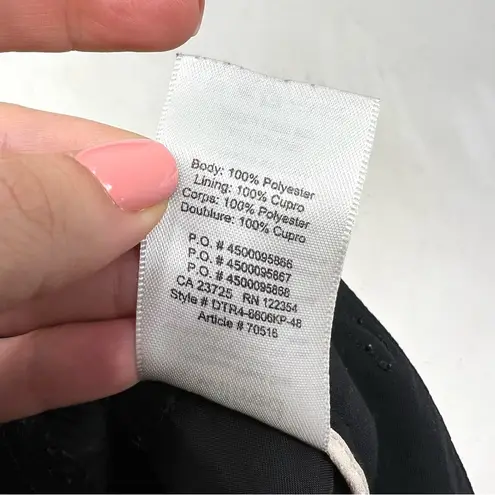 Body: 100% Polyester
Lining: 100% Cupro
Corps: 100% Polyester
Doublure: 100% Cupro
P.O. # 4500095866
P.O. # 4500095867
P.O. # 4500095868
CA 23725 RN 122354
Style # DTR4-8606KP-48
Article # 70516